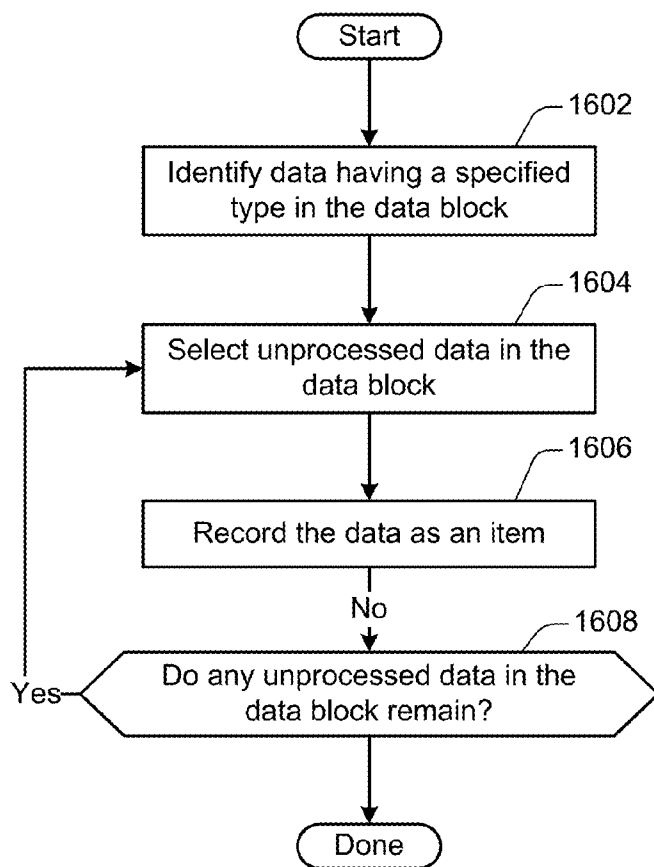 Start
1602
Identify data having a specified
type in the data block
1604
Select unprocessed data in the
data block
1606
Record the data as an item
No
1608
Yes
Do any unprocessed data in the
data block remain?
Done